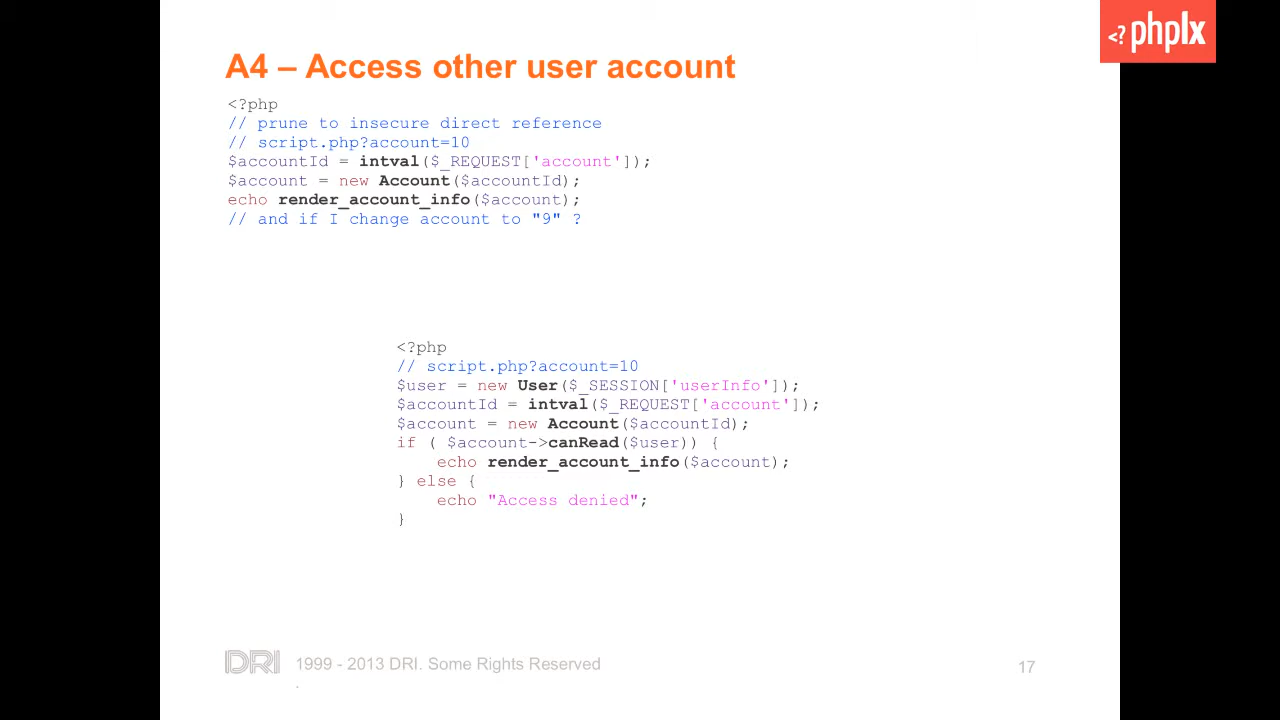 <? phplx
A4 – Access other user account
<?php
// prune to insecure direct reference
// script.php?account=10
$accountId = intval($_REQUEST['account']);
$account = new Account($accountId);
echo render_account_info($account);
// and if I change account to "9" ?
<?php
// script.php?account=10
$user = new User($_SESSION['userInfo']);
$accountId = intval($_REQUEST['account']);
$account = new Account($accountId);
if ( $account->canRead($user)) {
    echo render_account_info($account);
} else {
    echo "Access denied";
}
DRI 1999 - 2013 DRI. Some Rights Reserved
.
17